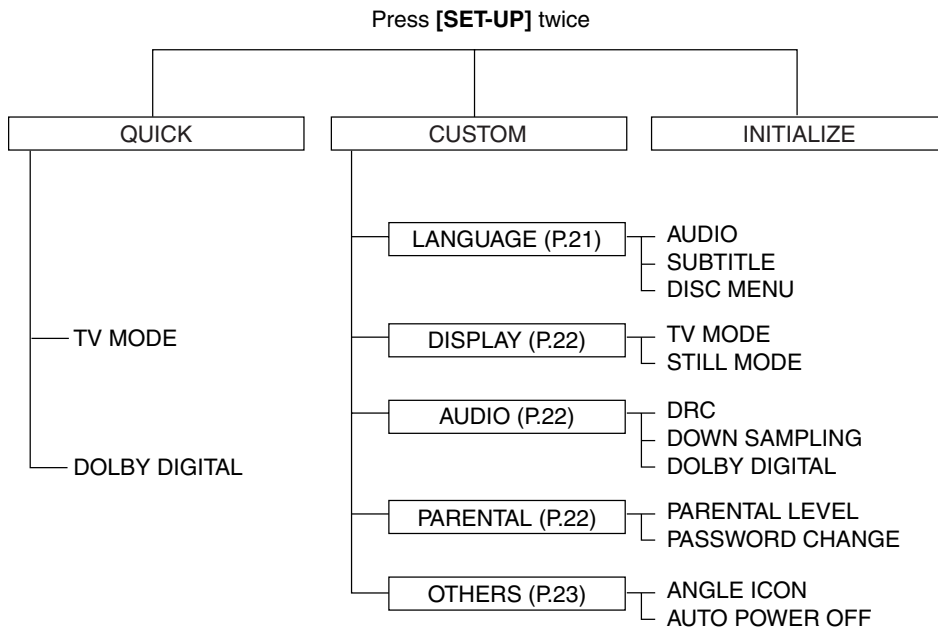 Press [SET-UP] twice
QUICK
CUSTOM
INITIALIZE
TV MODE
DOLBY DIGITAL
LANGUAGE (P.21)
AUDIO
SUBTITLE
DISC MENU
DISPLAY (P.22)
TV MODE
STILL MODE
AUDIO (P.22)
DRC
DOWN SAMPLING
DOLBY DIGITAL
PARENTAL (P.22)
PARENTAL LEVEL
PASSWORD CHANGE
OTHERS (P.23)
ANGLE ICON
AUTO POWER OFF